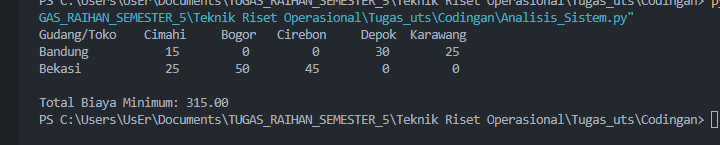 PS C:\Users\UsEr\Documents\TUGAS_RAIHAN_SEMESTER_5\Teknik Riset Operasional\Tugas_uts\Codingan> py
GAS_RAIHAN_SEMESTER_5\Teknik Riset Operasional\Tugas_uts\Codingan\Analisis_Sistem.py"
Gudang/Toko Cimahi Bogor Cirebon Depok Karawang
Bandung 15 0 0 30 25
Bekasi 25 50 45 0 0
Total Biaya Minimum: 315.00
PS C:\Users\UsEr\Documents\TUGAS_RAIHAN_SEMESTER_5\Teknik Riset Operasional\Tugas_uts\Codingan>